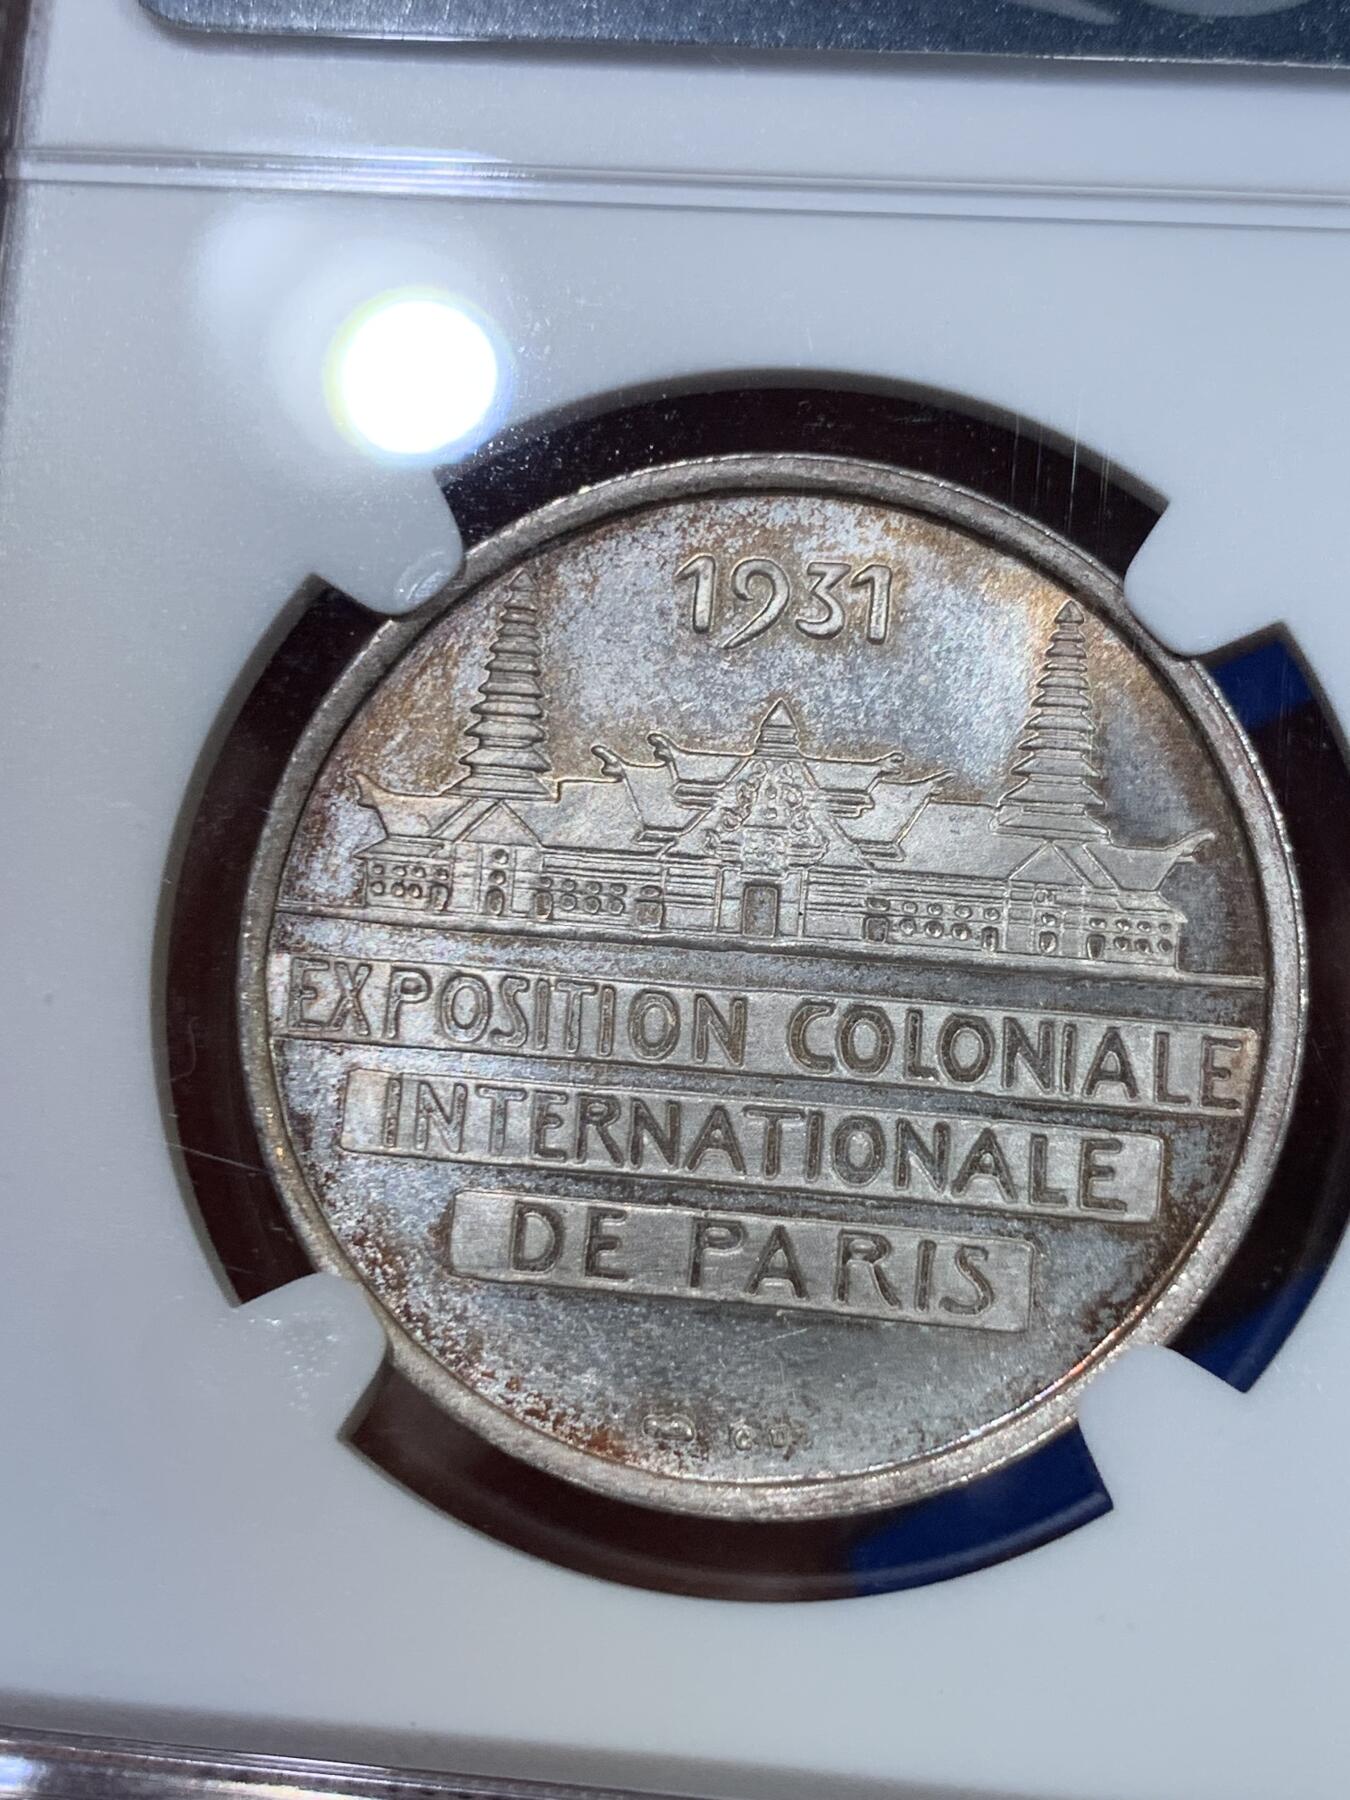 1931
EXPOSITION COLONIALE
INTERNATIONALE
DE PARIS